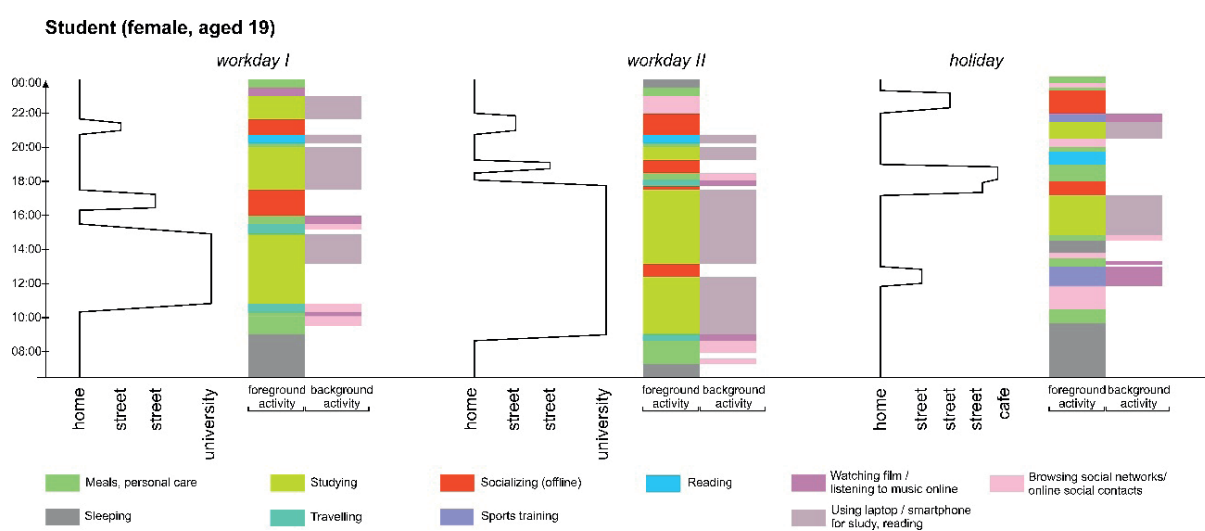 Student (female, aged 19)
workday I
workday II
holiday
00:00
22:00
20:00
18:00
16:00
14:00
12:00
10:00
08:00
home
street
street
university
foreground
activity
background
activity
home
street
street
university
foreground
activity
background
activity
home
street
street
street
cafe
foreground
activity
background
activity
Meals, personal care
Studying
Socializing (offline)
Reading
Watching film /
listening to music online
Browsing social networks/
online social contacts
Sleeping
Travelling
Sports training
Using laptop / smartphone
for study, reading